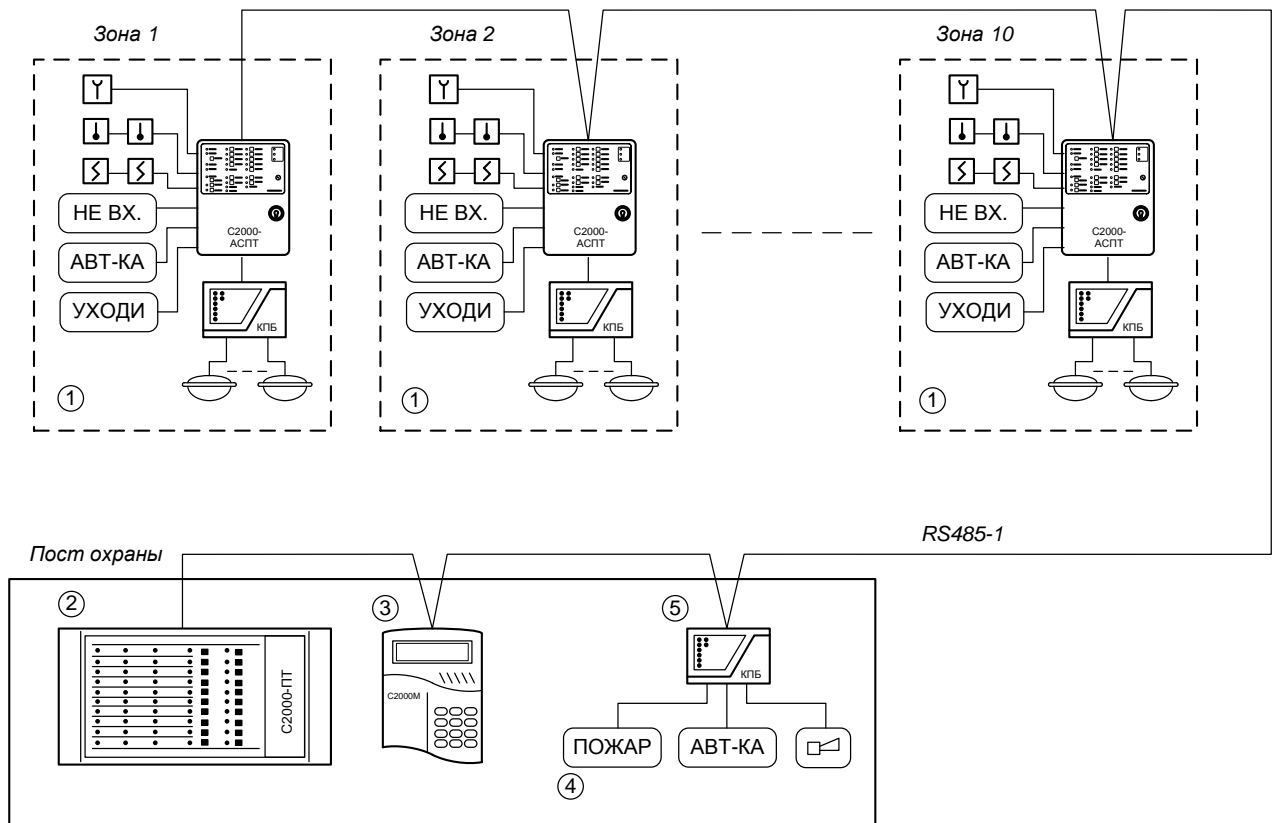 Зона 1
Зона 2
Зона 10
НЕ ВХ.
АВТ-КА
УХОДИ
С2000-
АСПТ
КПБ
1
НЕ ВХ.
АВТ-КА
УХОДИ
С2000-
АСПТ
КПБ
1
НЕ ВХ.
АВТ-КА
УХОДИ
С2000-
АСПТ
КПБ
1
RS485-1
Пост охраны
2
С2000-ПТ
3
С2000М
5
КПБ
ПОЖАР
АВТ-КА
4